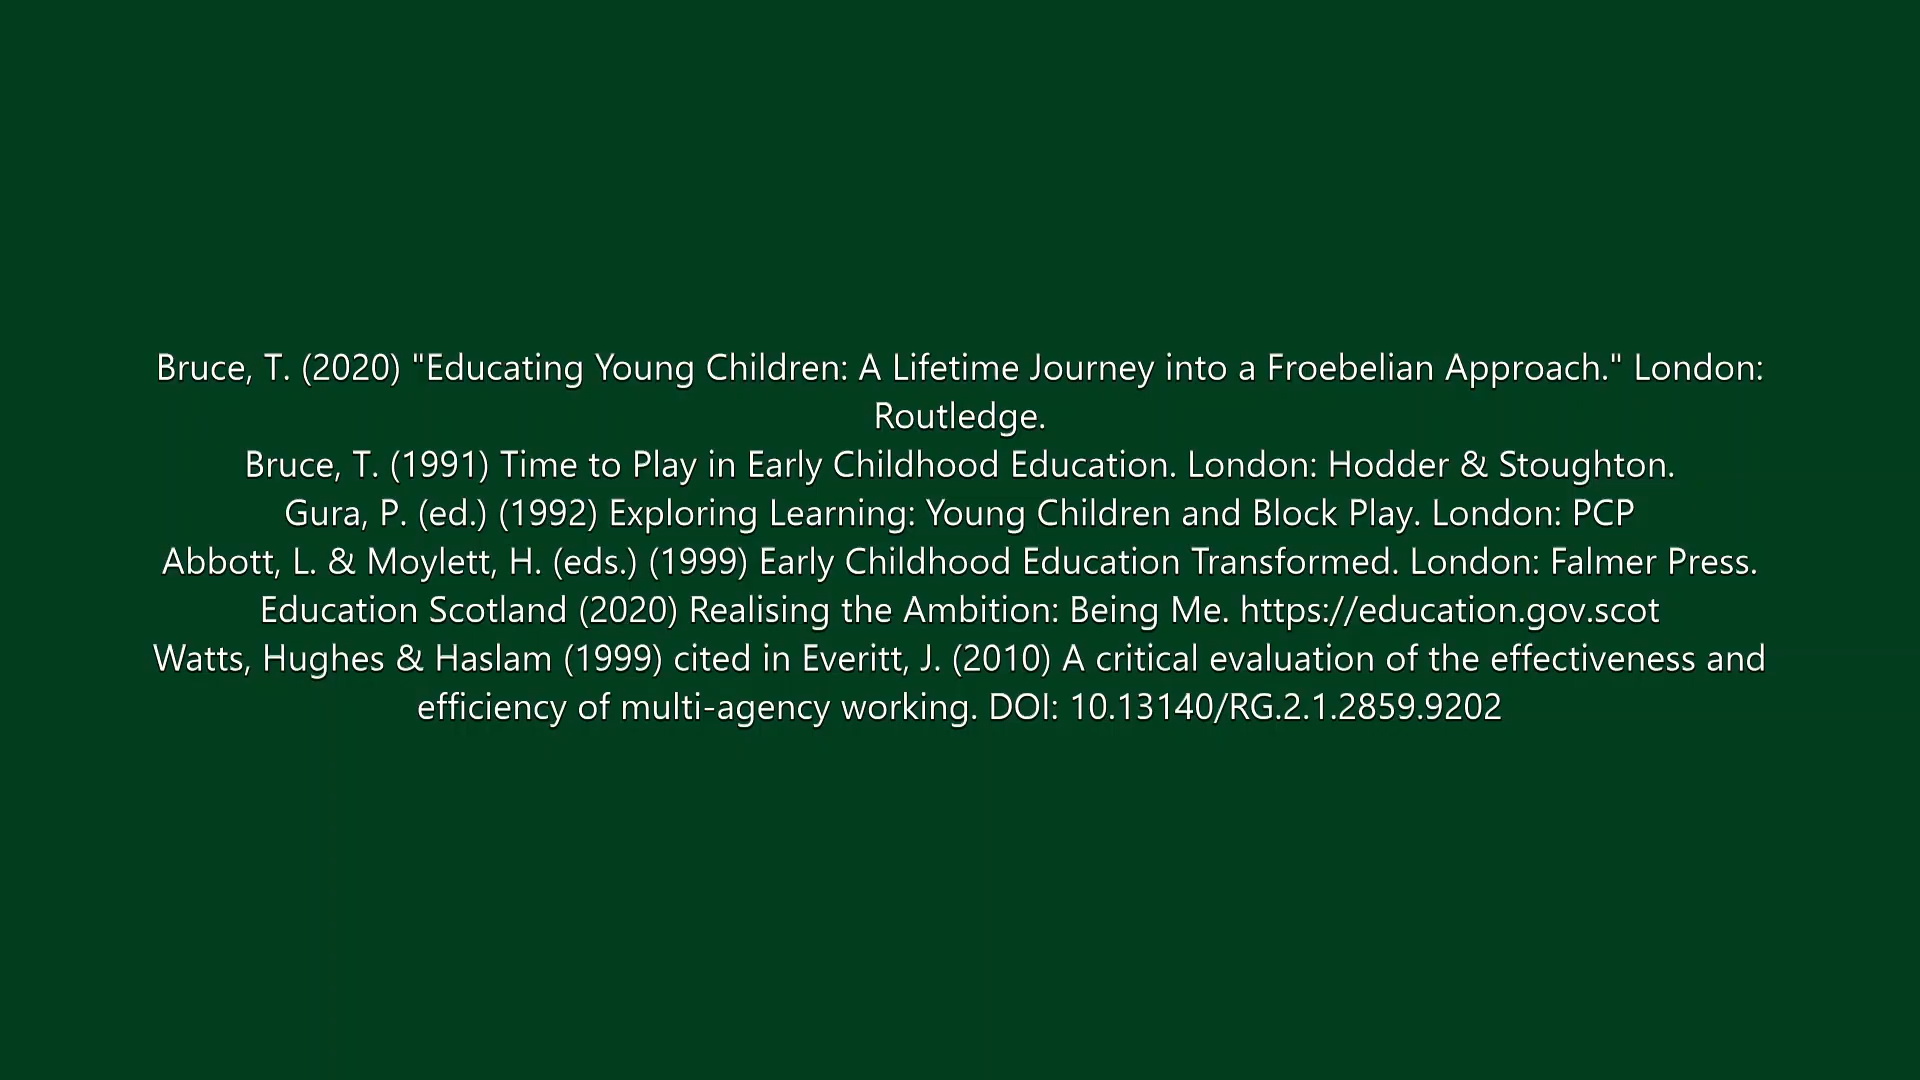 Bruce, T. (2020) "Educating Young Children: A Lifetime Journey into a Froebelian Approach." London:
Routledge.
Bruce, T. (1991) Time to Play in Early Childhood Education. London: Hodder & Stoughton.
Gura, P. (ed.) (1992) Exploring Learning: Young Children and Block Play. London: PCP
Abbott, L. & Moylett, H. (eds.) (1999) Early Childhood Education Transformed. London: Falmer Press.
Education Scotland (2020) Realising the Ambition: Being Me. https://education.gov.scot
Watts, Hughes & Haslam (1999) cited in Everitt, J. (2010) A critical evaluation of the effectiveness and
efficiency of multi-agency working. DOI: 10.13140/RG.2.1.2859.9202